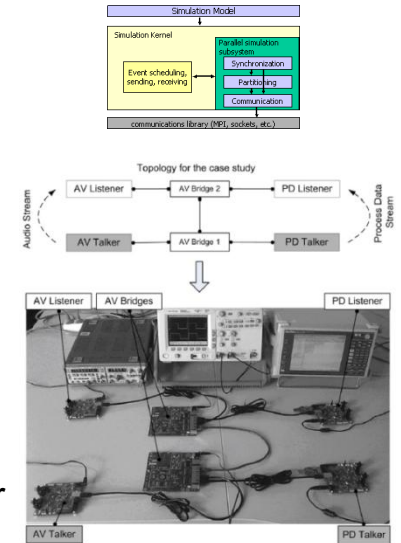 Simulation Model
Simulation Kernel
Parallel simulation
subsystem
Event scheduling,
sending, receiving
Synchronization
Partitioning
Communication
communications library (MPI, sockets, etc.)
Topology for the case study
AV Listener
AV Bridge 2
PD Listener
Audio Stream
Process Data
Stream
AV Talker
AV Bridge 1
PD Talker
AV Listener
AV Bridges
PD Listener
AV Talker
PD Talker